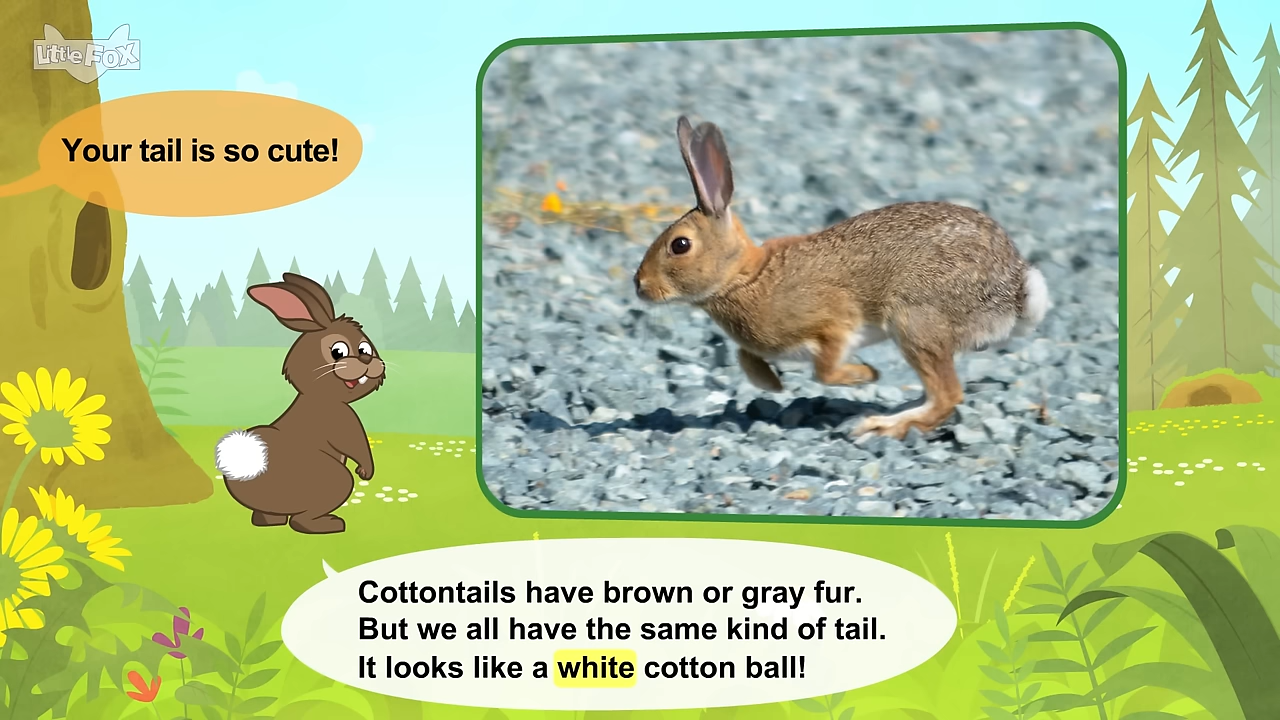 Little Fox
Your tail is so cute!
Cottontails have brown or gray fur.
But we all have the same kind of tail.
It looks like a white cotton ball!